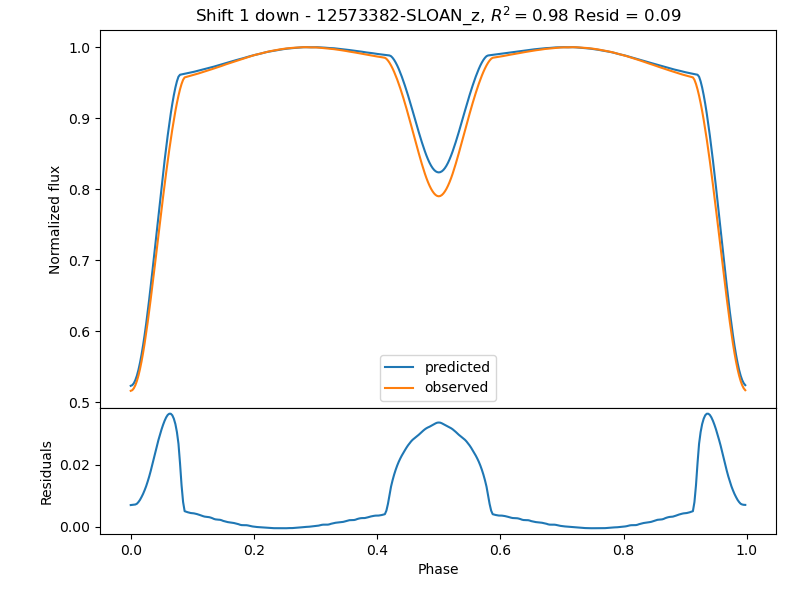 Shift 1 down - 12573382-SLOAN_z, R² = 0.98 Resid = 0.09
1.0
0.9
0.8
0.7
0.6
0.5
Normalized flux
predicted
observed
0.02
0.00
Residuals
0.0 0.2 0.4 0.6 0.8 1.0
Phase